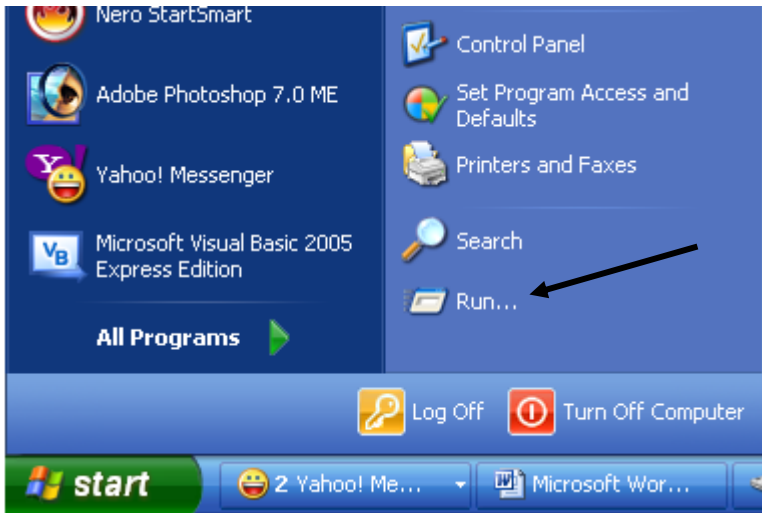 Nero StartSmart
Adobe Photoshop 7.0 ME
Yahoo! Messenger
Microsoft Visual Basic 2005
Express Edition
All Programs
Control Panel
Set Program Access and
Defaults
Printers and Faxes
Search
Run...
Log Off
Turn Off Computer
start
2 Yahoo! Me...
Microsoft Wor...